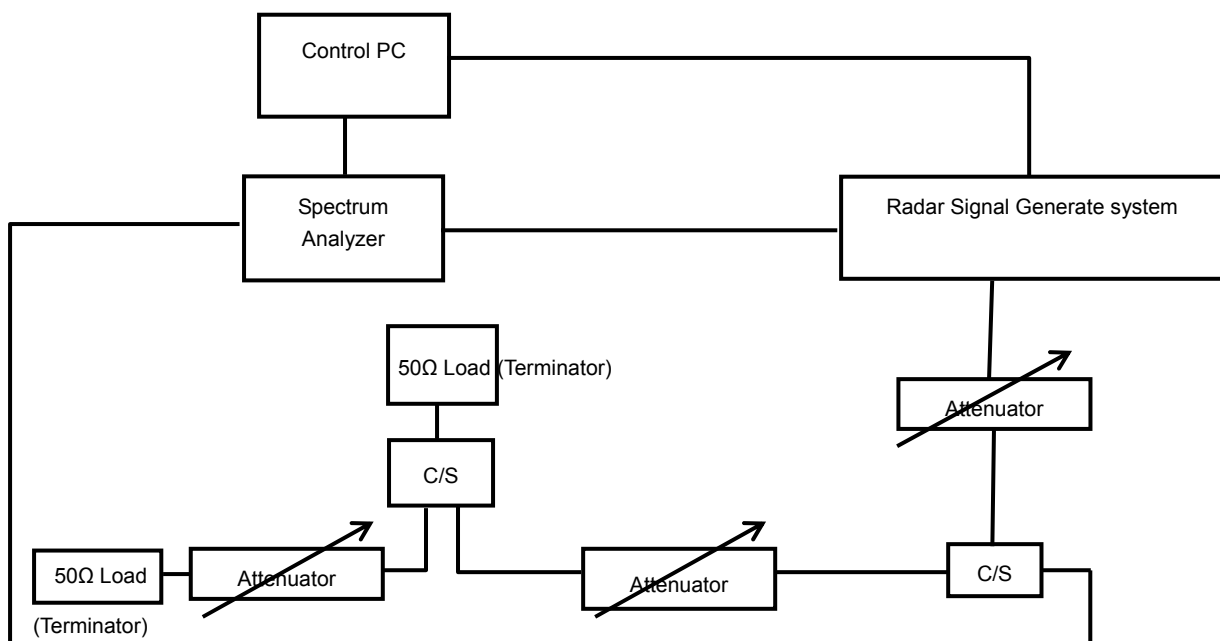 Control PC
Spectrum
Analyzer
Radar Signal Generate system
50Ω Load (Terminator)
Attenuator
C/S
50Ω Load
(Terminator)
Attenuator
Attenuator
C/S